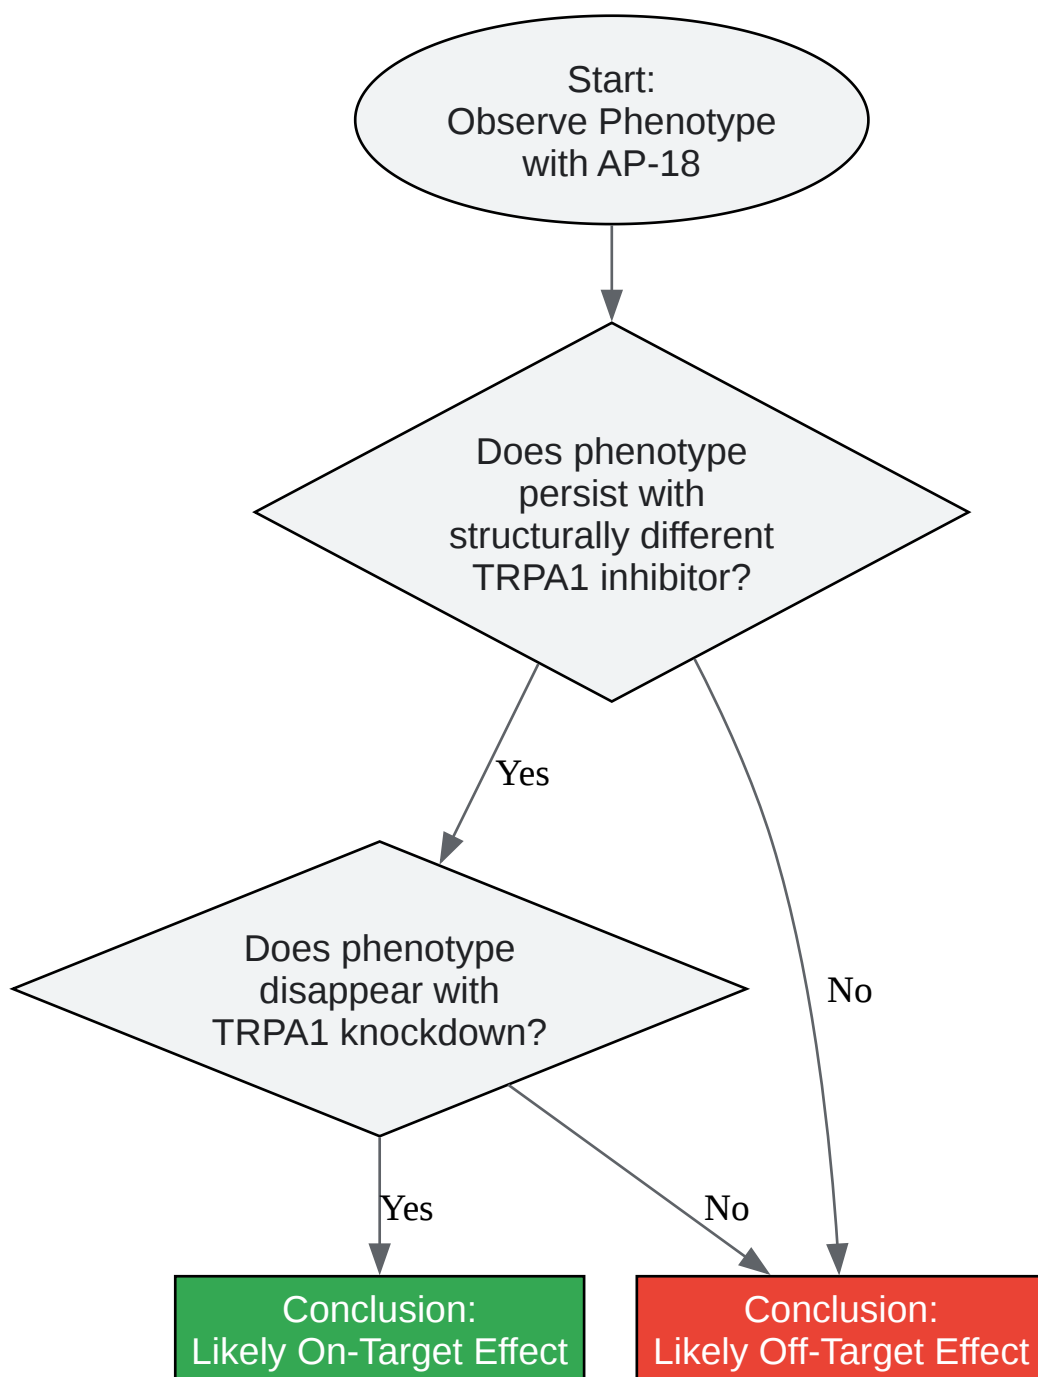 Start:
Observe Phenotype
with AP-18
Does phenotype
persist with
structurally different
TRPA1 inhibitor?
Yes
No
Does phenotype
disappear with
TRPA1 knockdown?
Yes
No
Conclusion:
Likely On-Target Effect
Conclusion:
Likely Off-Target Effect